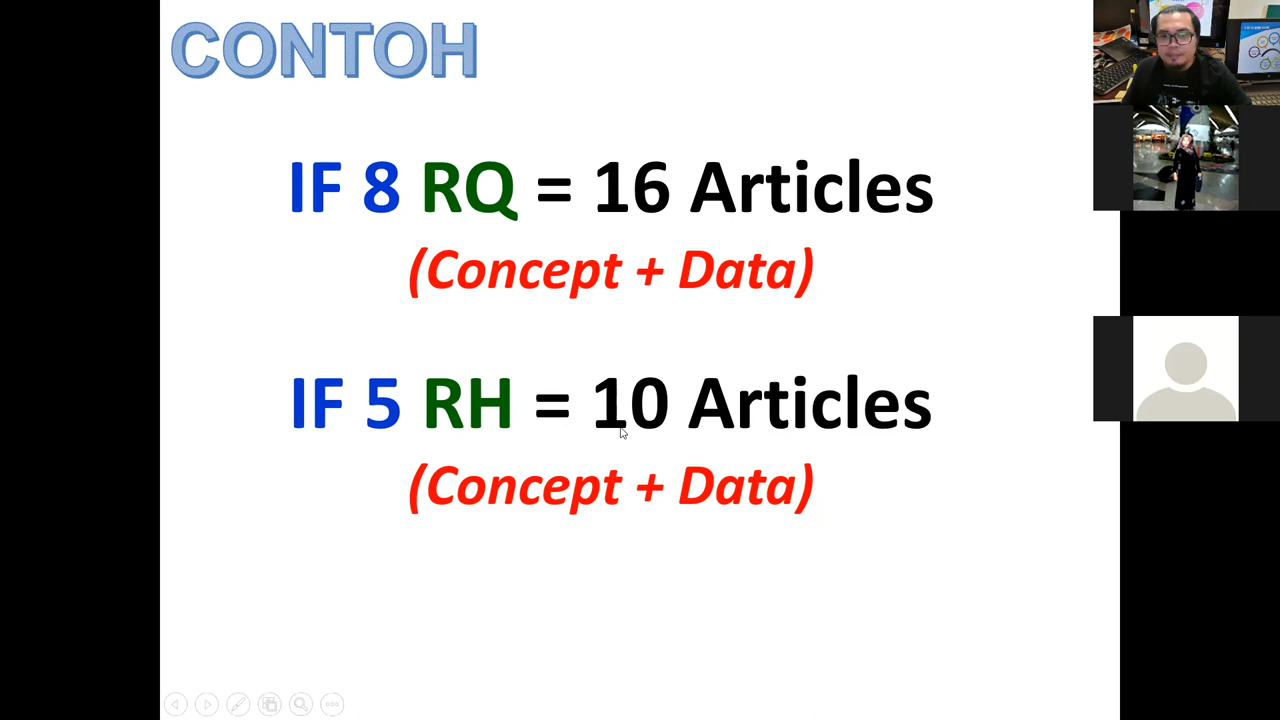 CONTOH
IF 8 RQ = 16 Articles
(Concept + Data)
IF 5 RH = 10 Articles
(Concept + Data)